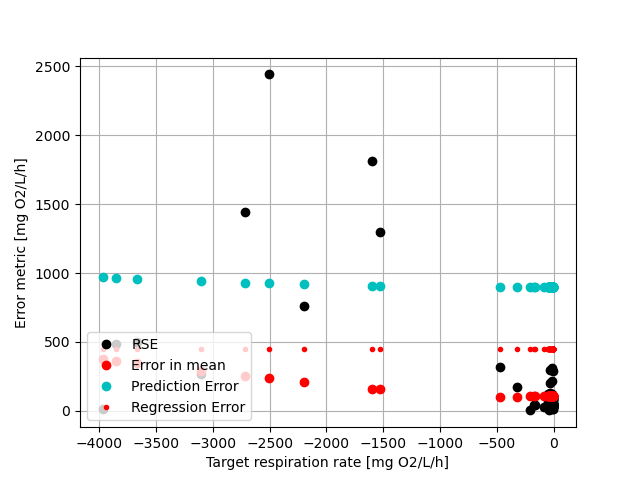 2500
2000
1500
1000
500
0
Error metric [mg O2/L/h]
RSE
Error in mean
Prediction Error
Regression Error
−4000 −3500 −3000 −2500 −2000 −1500 −1000 −500 0
Target respiration rate [mg O2/L/h]